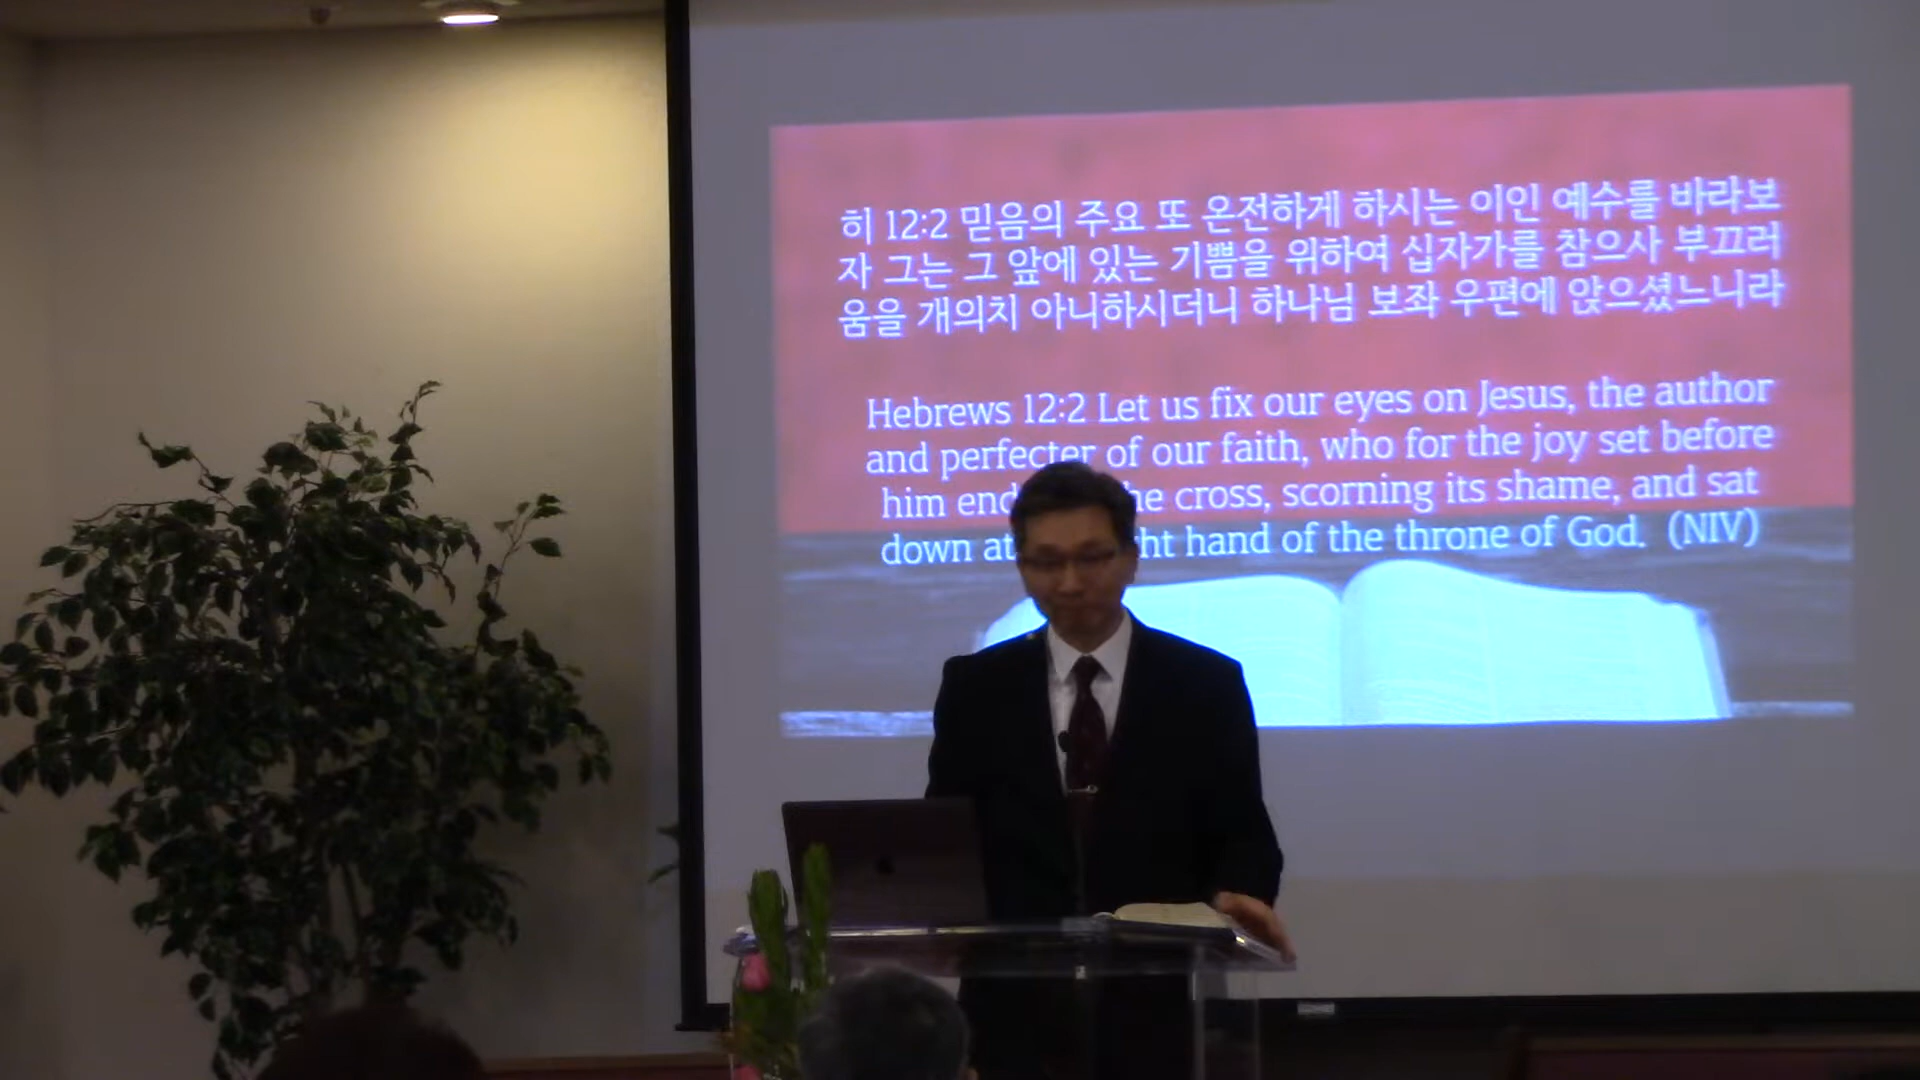 히 12:2 믿음의 주요 또 온전하게 하시는 이인 예수를 바라보
자 그는 그 앞에 있는 기쁨을 위하여 십자가를 참으사 부끄러
움을 개의치 아니하시더니 하나님 보좌 우편에 앉으셨느니라
Hebrews 12:2 Let us fix our eyes on Jesus, the author
and perfecter of our faith, who for the joy set before
him end he cross, scorning its shame, and sat
down at ht hand of the throne of God. (NIV)